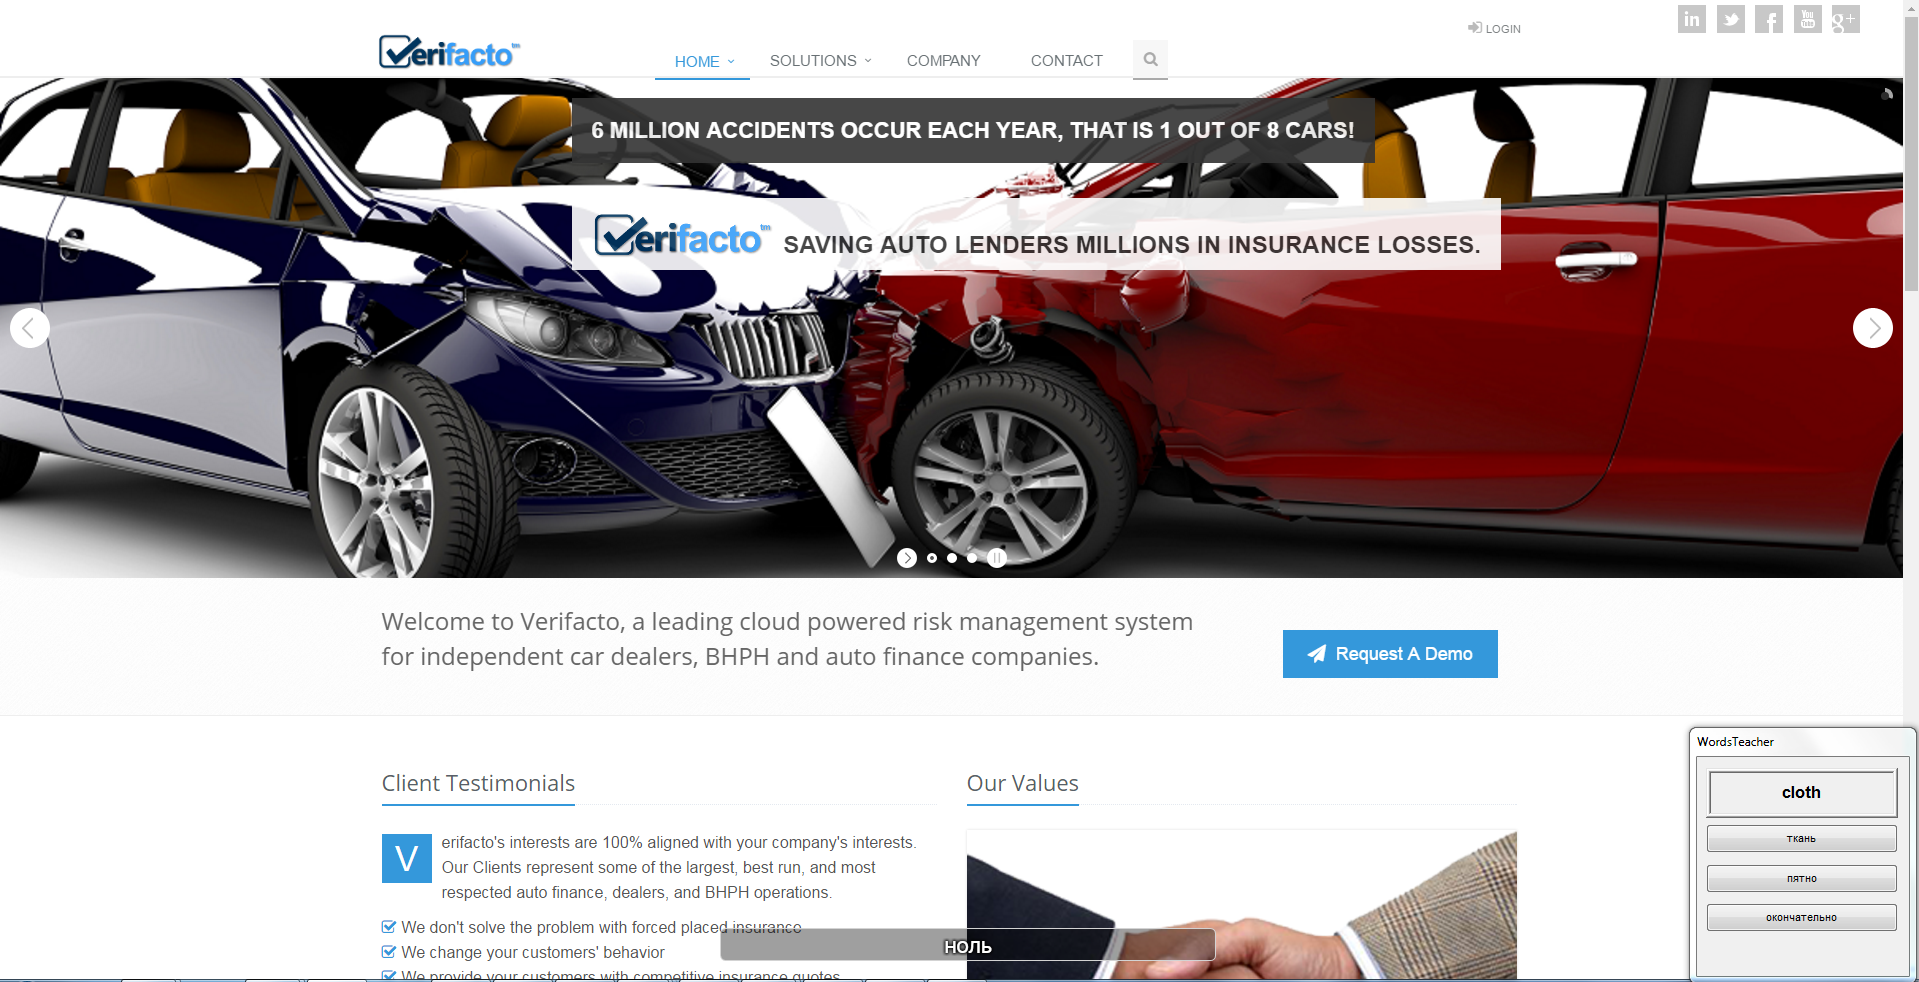 LOGIN
Verifacto™
HOME
SOLUTIONS
COMPANY
CONTACT
6 MILLION ACCIDENTS OCCUR EACH YEAR, THAT IS 1 OUT OF 8 CARS!
Verifacto™ SAVING AUTO LENDERS MILLIONS IN INSURANCE LOSSES.
Welcome to Verifacto, a leading cloud powered risk management system
for independent car dealers, BHPH and auto finance companies.
Request A Demo
Client Testimonials
Verifacto's interests are 100% aligned with your company's interests.
Our Clients represent some of the largest, best run, and most
respected auto finance, dealers, and BHPH operations.
We don't solve the problem with forced placed insurance
We change your customers' behavior
We provide your customers with competitive insurance quotes
Our Values
НОЛЬ
WordsTeacher
cloth
ткань
пятно
окончательно